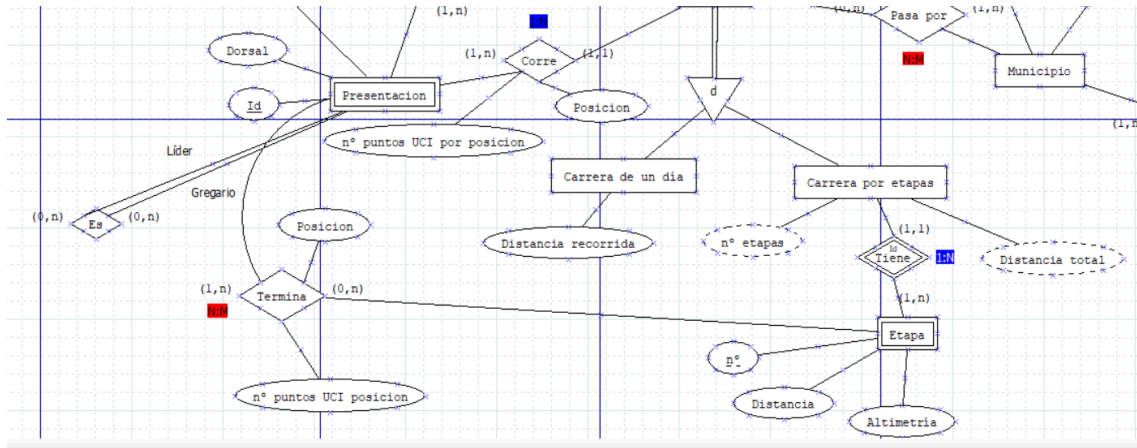 (1,n)
(0,n)
Pasa por
(1,n)
1:N
Dorsal
(1,n)
Corre
(1,1)
N:M
Municipio
Presentacion
d
Id
Posicion
(1,n)
nº puntos UCI por posicion
Líder
Carrera de un día
Carrera por etapas
Gregario
(0,n)
Es
(0,n)
Posicion
(1,1)
Distancia recorrida
nº etapas
Id
Tiene
1:N
Distancia total
(1,n)
Termina
(0,n)
(1,n)
N:M
Etapa
nº
nº puntos UCI posicion
Distancia
Altimetría